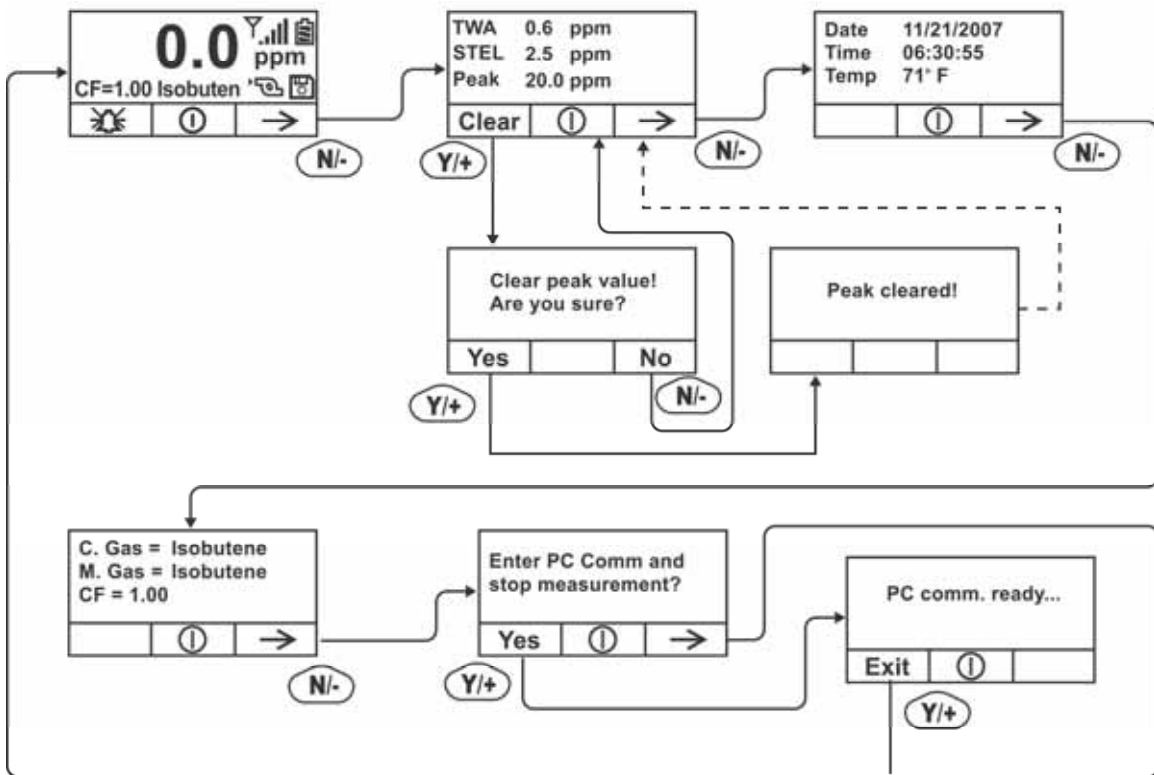 0.0
ppm
CF=1.00 Isobuten
N/-
TWA 0.6 ppm
STEL 2.5 ppm
Peak 20.0 ppm
Clear
Y/+
N/-
Date 11/21/2007
Time 06:30:55
Temp 71° F
N/-
Clear peak value!
Are you sure?
Yes No
Y/+
N/-
Peak cleared!
C. Gas = Isobutene
M. Gas = Isobutene
CF = 1.00
N/-
Enter PC Comm and
stop measurement?
Yes
Y/+
PC comm. ready...
Exit
Y/+